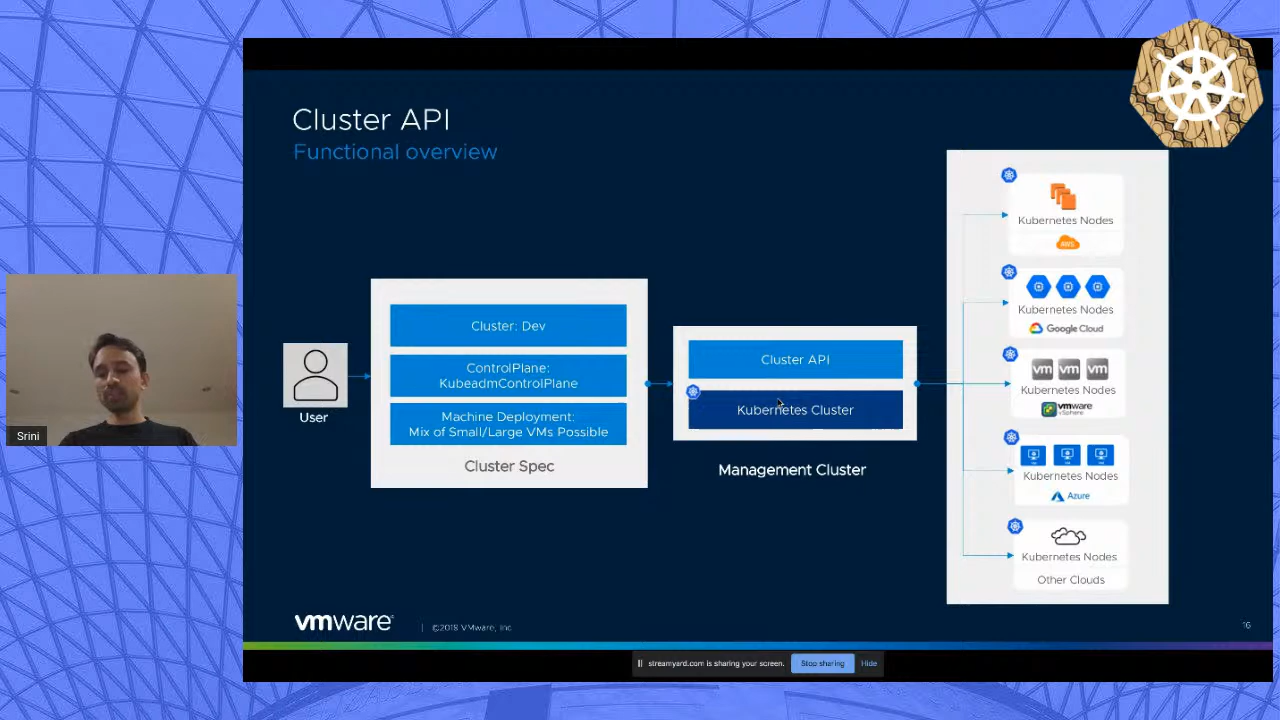 Cluster API
Functional overview
Cluster: Dev
ControlPlane:
KubeadmControlPlane
Machine Deployment:
Mix of Small/Large VMs Possible
Cluster Spec
User
Cluster API
Kubernetes Cluster
Management Cluster
Kubernetes Nodes
aws
Kubernetes Nodes
Google Cloud
vm vm vm
Kubernetes Nodes
vmware
vSphere
Kubernetes Nodes
Azure
Kubernetes Nodes
Other Clouds
Srini
vmware®
| ©2019 VMware, Inc
16
streamyard.com is sharing your screen.
Stop sharing
Hide